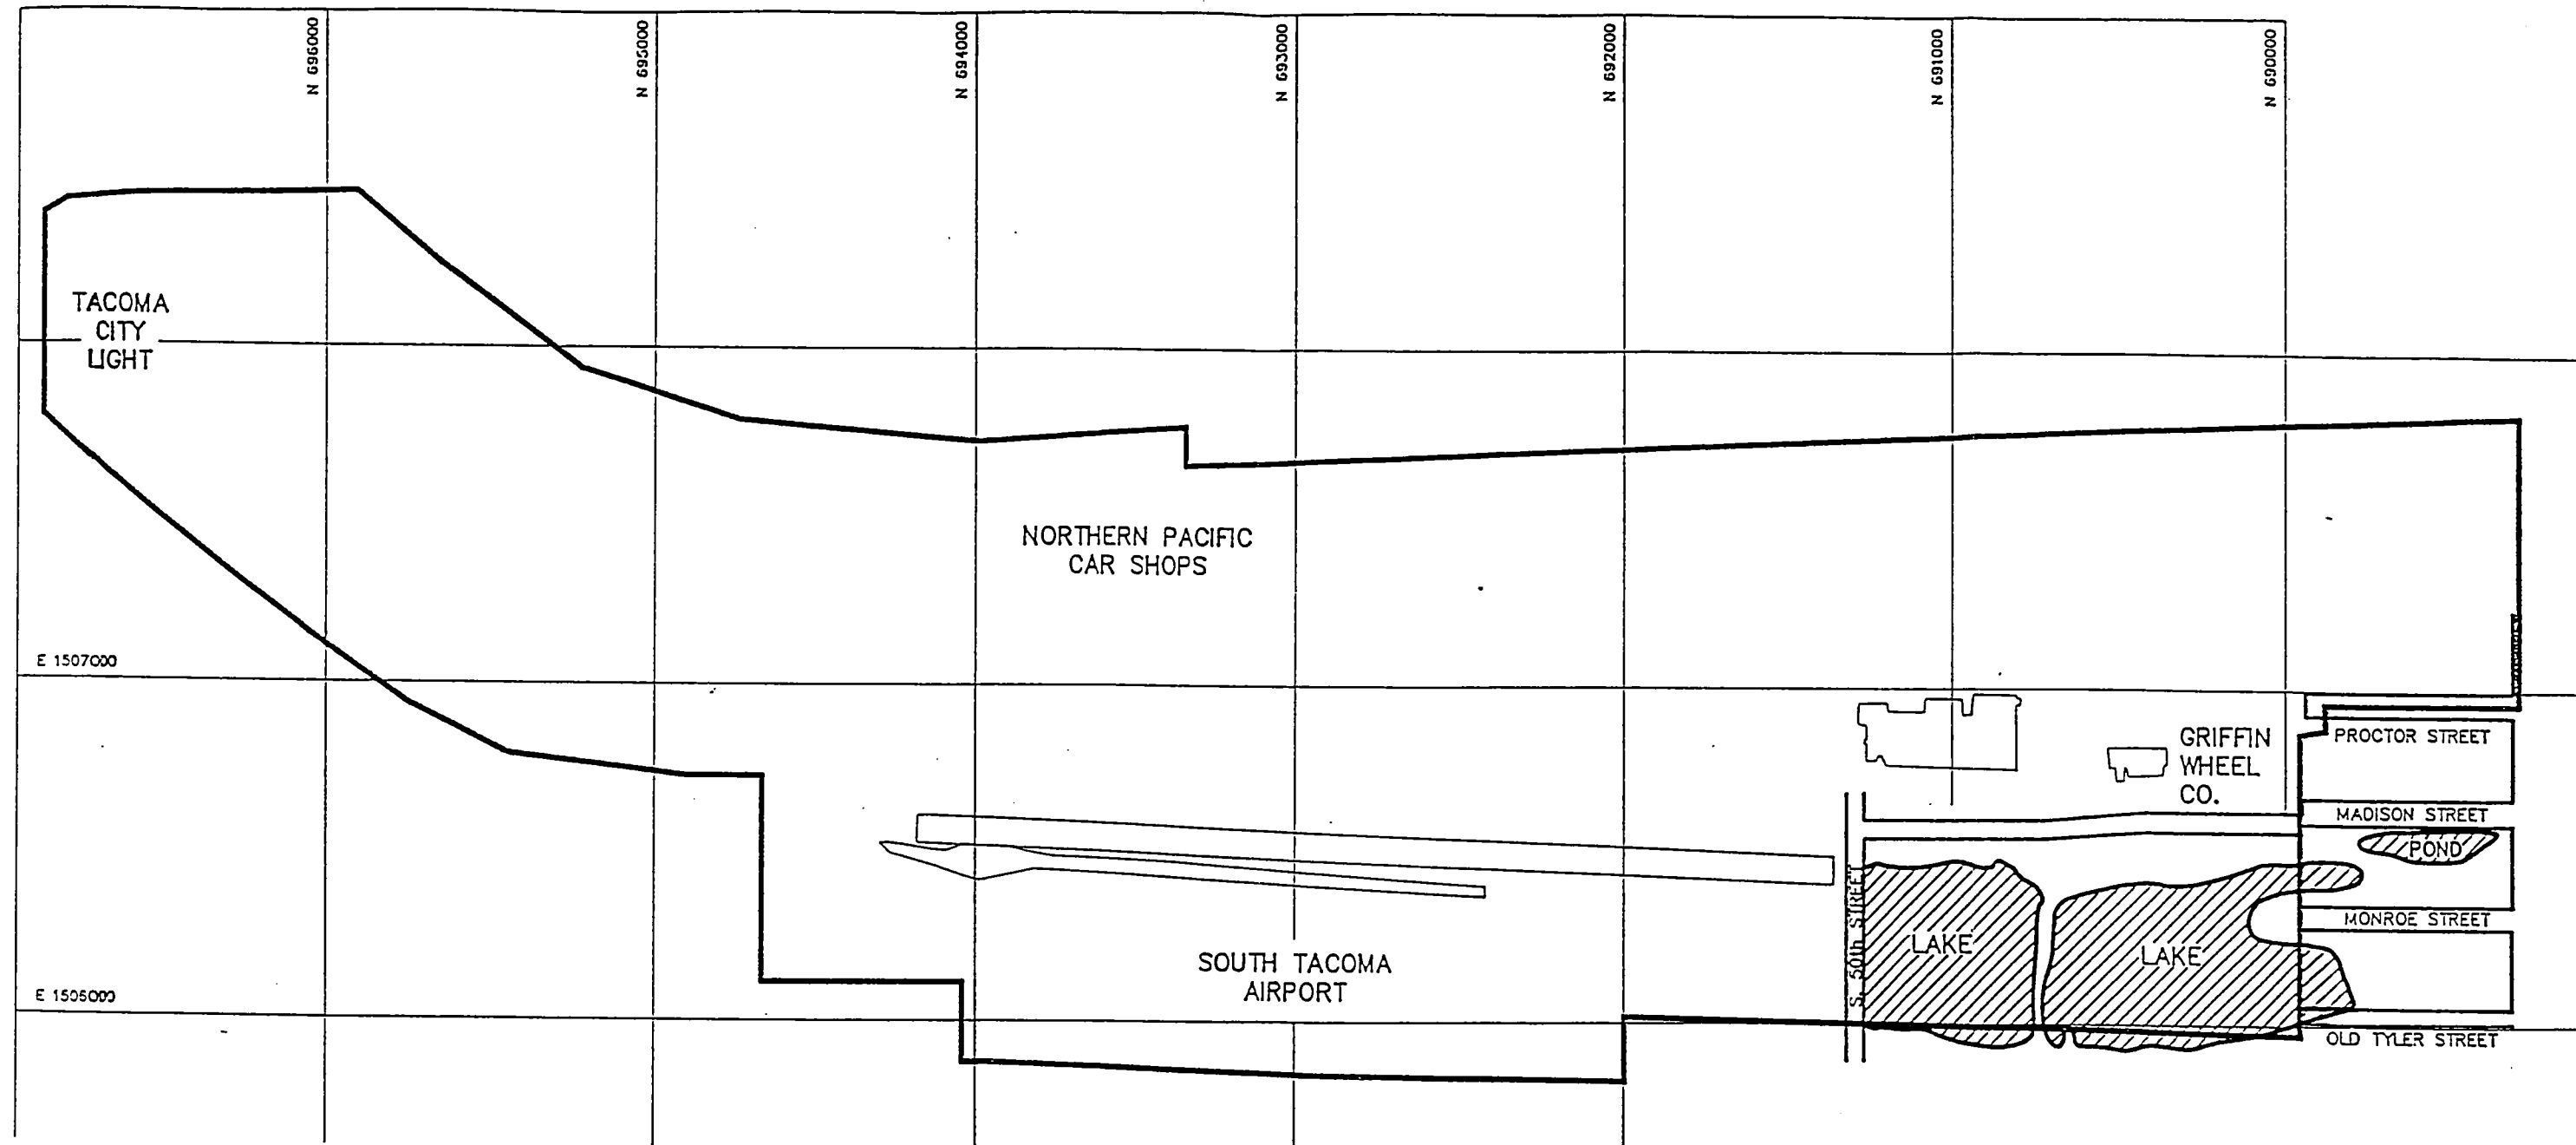 N 696000
N 695000
N 694000
N 693000
N 692000
N 691000
N 690000
TACOMA
CITY
LIGHT
NORTHERN PACIFIC
CAR SHOPS
E 1507000
GRIFFIN
WHEEL
CO.
PROCTOR STREET
MADISON STREET
POND
MONROE STREET
S. 50th STREET
LAKE
LAKE
SOUTH TACOMA
AIRPORT
E 1505000
OLD TYLER STREET